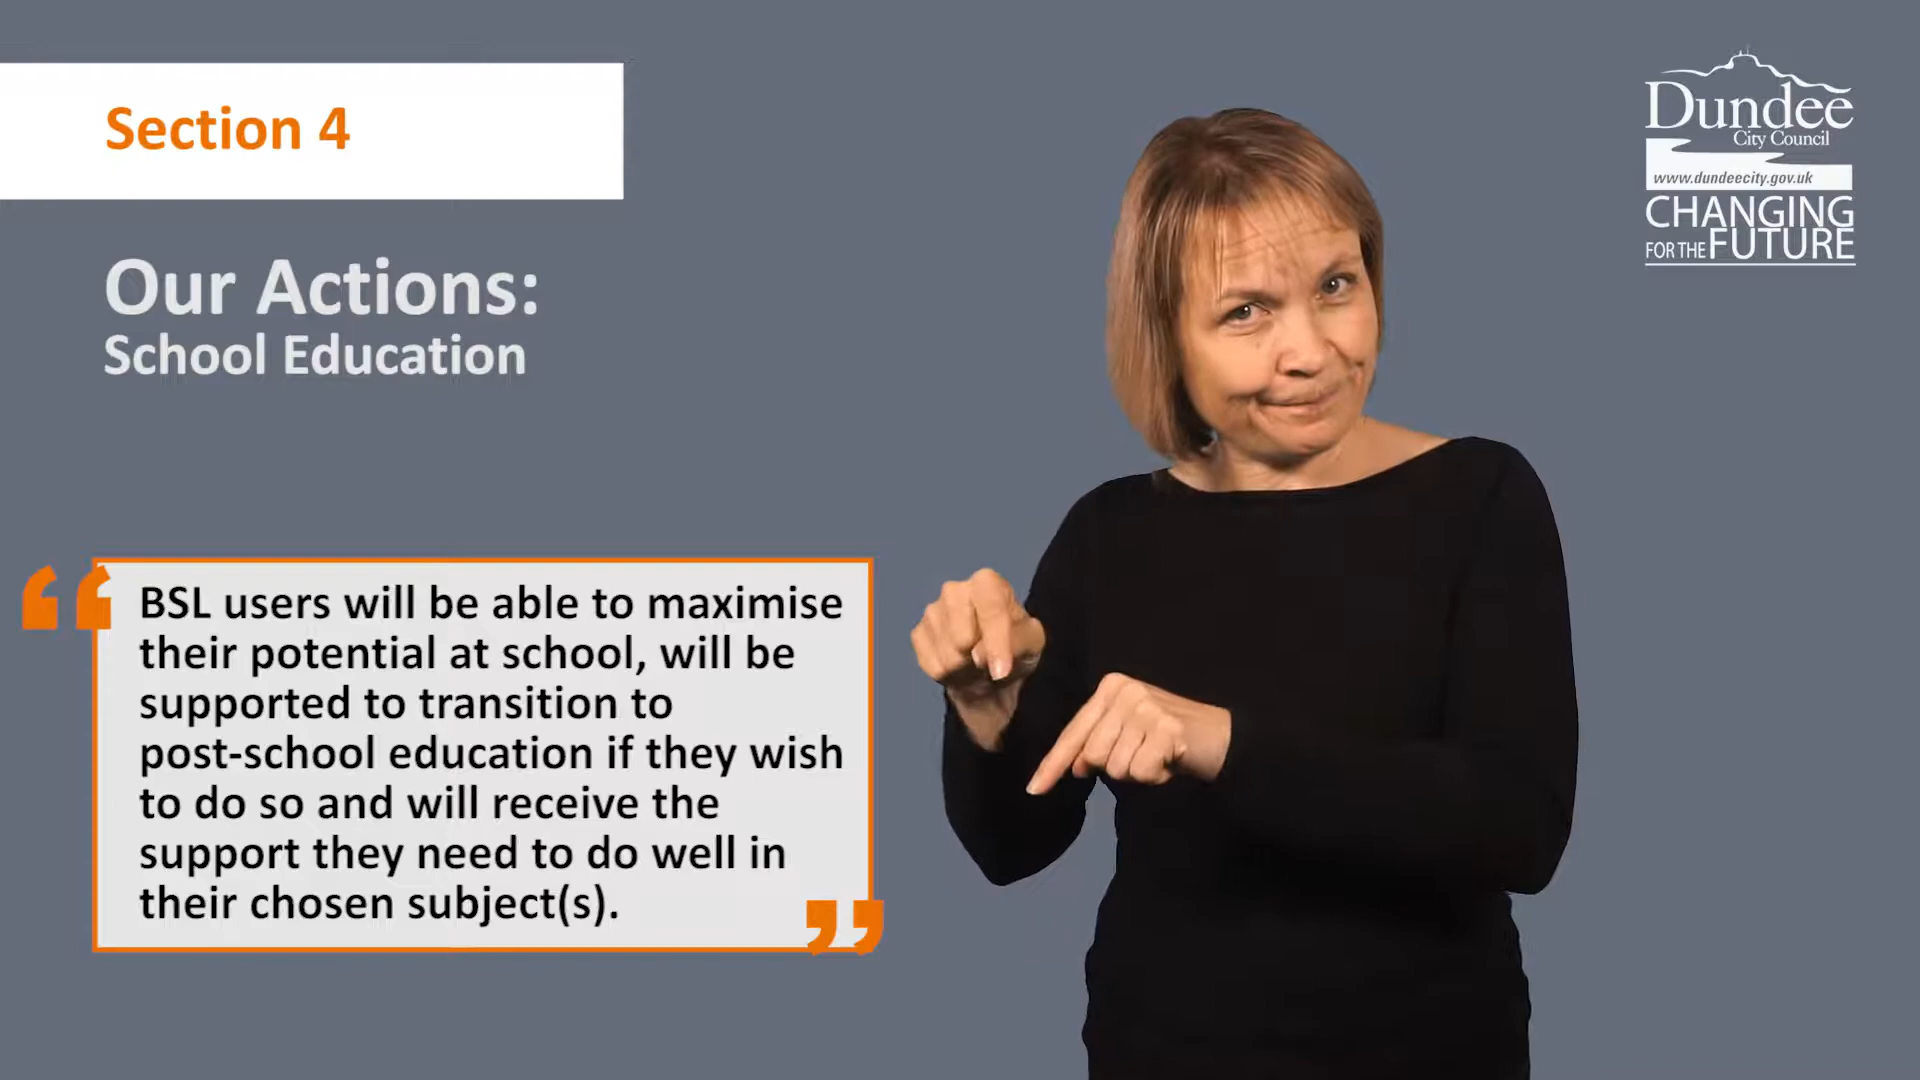 Section 4
Our Actions:
School Education
“BSL users will be able to maximise
their potential at school, will be
supported to transition to
post-school education if they wish
to do so and will receive the
support they need to do well in
their chosen subject(s).”
Dundee
City Council
www.dundeecity.gov.uk
CHANGING
FOR THE FUTURE